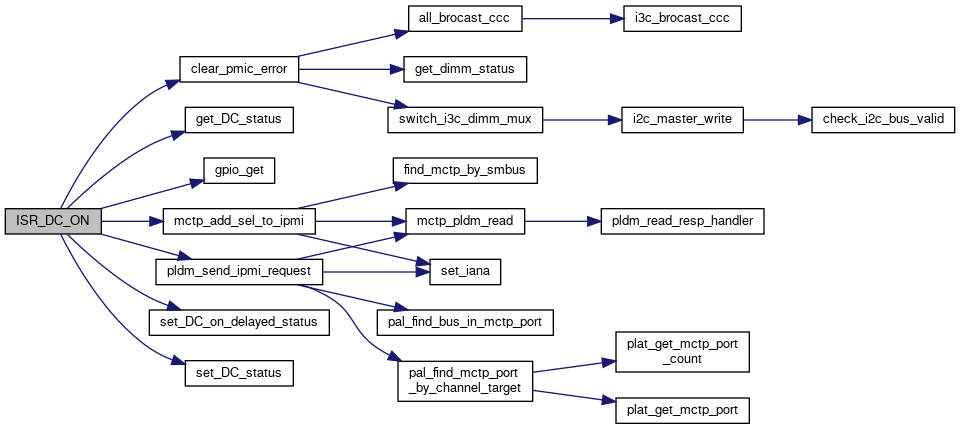 all_brocast_ccc
i3c_brocast_ccc
clear_pmic_error
get_dimm_status
get_DC_status
switch_i3c_dimm_mux
i2c_master_write
check_i2c_bus_valid
gpio_get
find_mctp_by_smbus
ISR_DC_ON
mctp_add_sel_to_ipmi
mctp_pldm_read
pldm_read_resp_handler
pldm_send_ipmi_request
set_iana
set_DC_on_delayed_status
pal_find_bus_in_mctp_port
set_DC_status
pal_find_mctp_port
_by_channel_target
plat_get_mctp_port
_count
plat_get_mctp_port